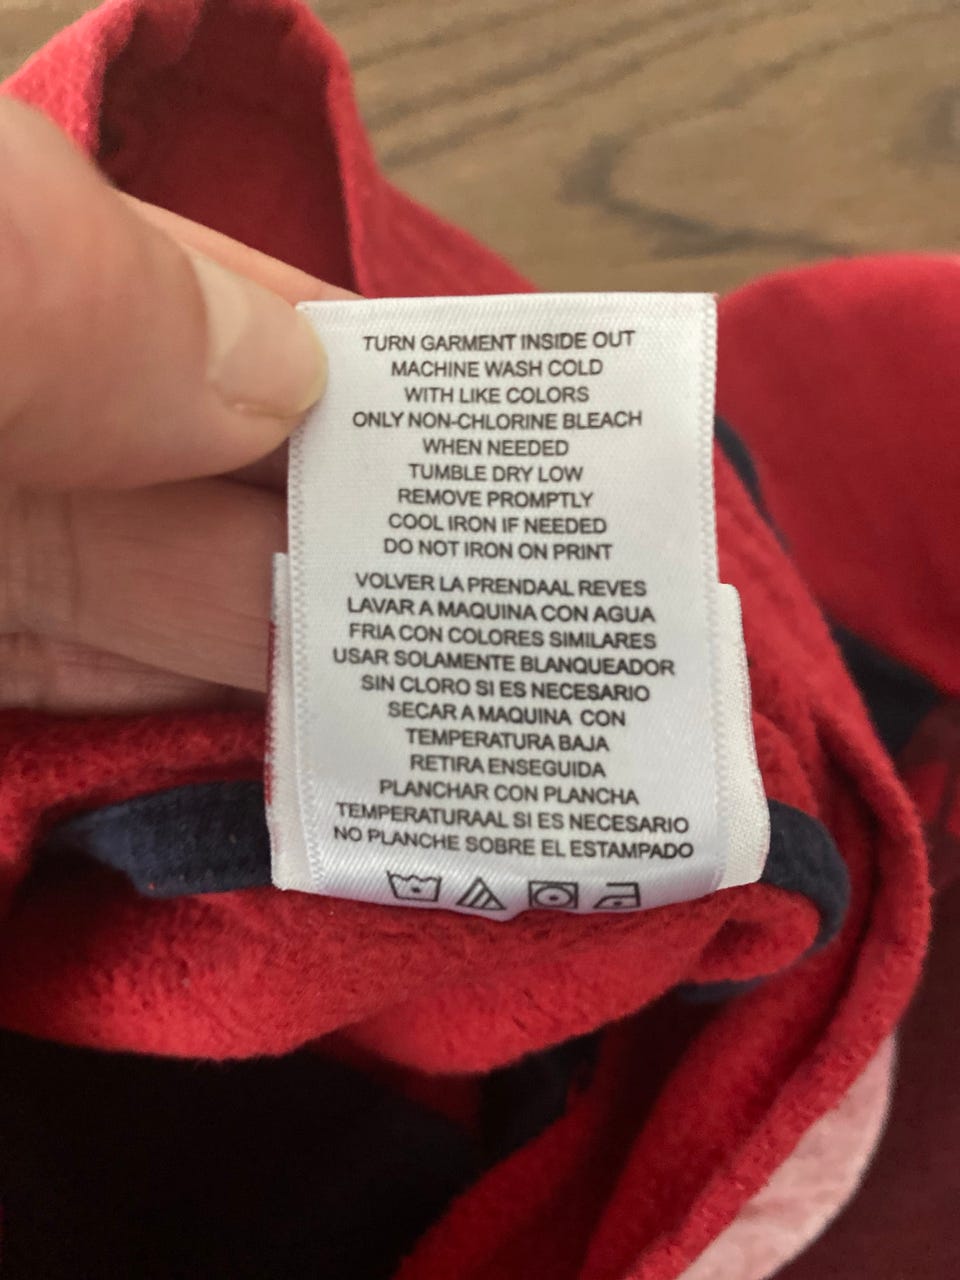 TURN GARMENT INSIDE OUT
MACHINE WASH COLD
WITH LIKE COLORS
ONLY NON-CHLORINE BLEACH
WHEN NEEDED
TUMBLE DRY LOW
REMOVE PROMPTLY
COOL IRON IF NEEDED
DO NOT IRON ON PRINT
VOLVER LA PRENDAAL REVES
LAVAR A MAQUINA CON AGUA
FRIA CON COLORES SIMILARES
USAR SOLAMENTE BLANQUEADOR
SIN CLORO SI ES NECESARIO
SECAR A MAQUINA CON
TEMPERATURA BAJA
RETIRA ENSEGUIDA
PLANCHAR CON PLANCHA
TEMPERATURAAL SI ES NECESARIO
NO PLANCHE SOBRE EL ESTAMPADO